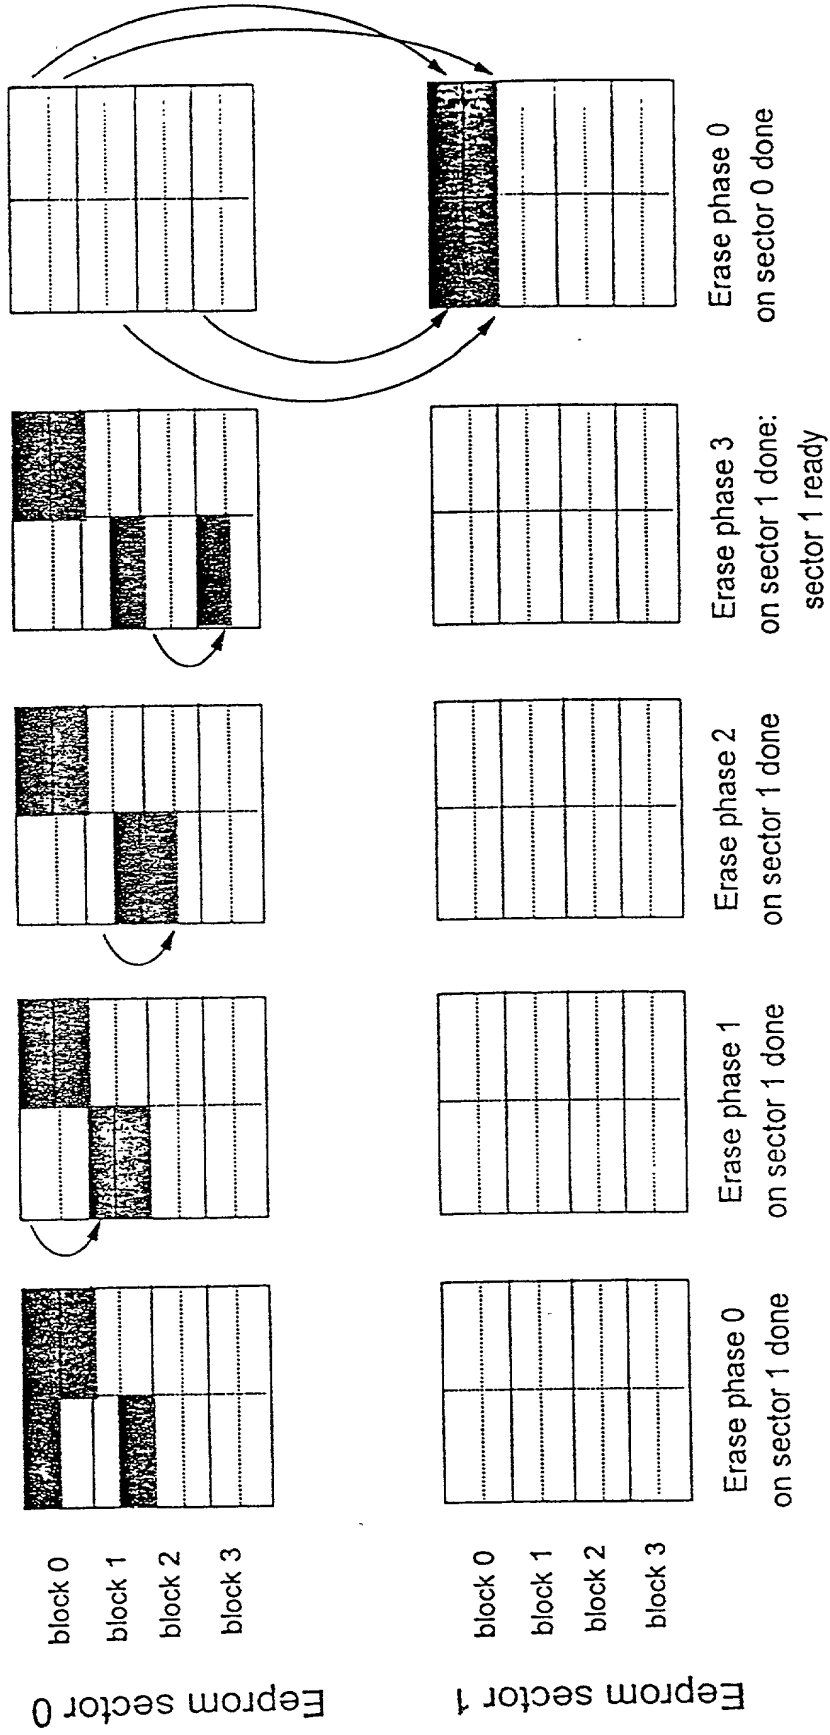 Eeprom sector 0
block 0
block 1
block 2
block 3
Eeprom sector 1
block 0
block 1
block 2
block 3
Erase phase 0
on sector 1 done
Erase phase 1
on sector 1 done
Erase phase 2
on sector 1 done
Erase phase 3
on sector 1 done:
sector 1 ready
Erase phase 0
on sector 0 done